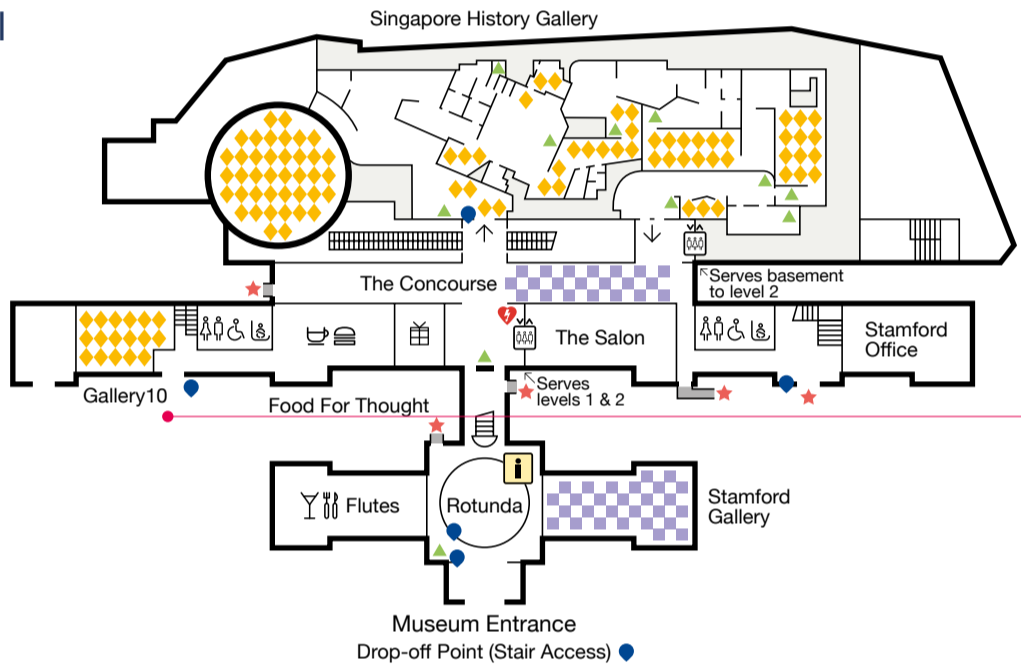 Singapore History Gallery
The Concourse
Serves basement
to level 2
The Salon
Stamford
Office
Gallery10
Serves
levels 1 & 2
Food For Thought
i
Flutes
Rotunda
Stamford
Gallery
Museum Entrance
Drop-off Point (Stair Access)